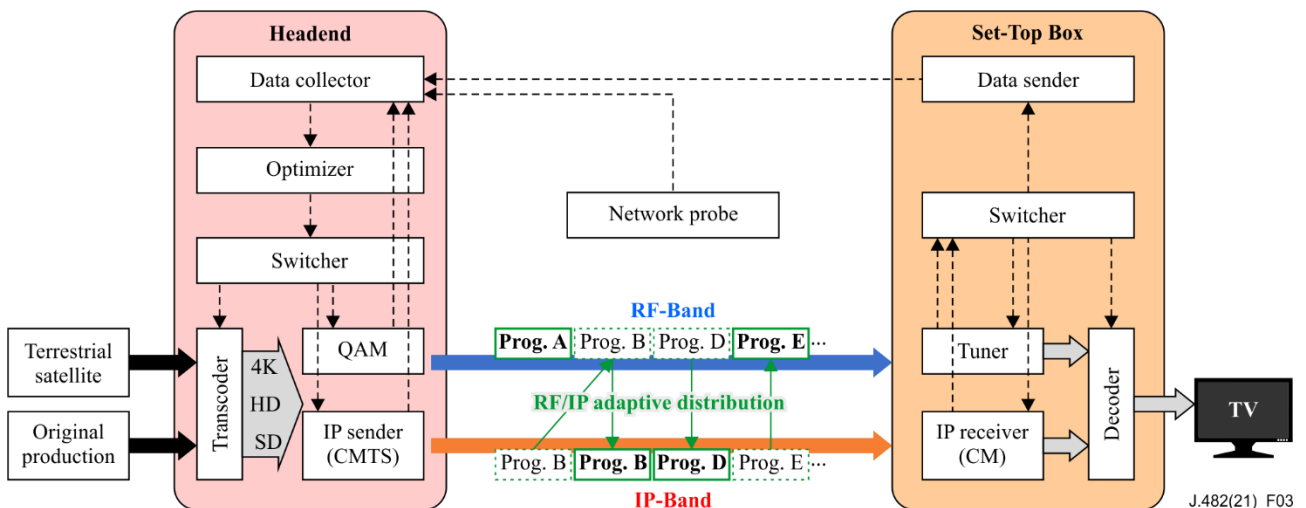 Headend
Set-Top Box
Data collector
Data sender
Optimizer
Network probe
Switcher
Switcher
RF-Band
Terrestrial
satellite
Transcoder
4K
HD
SD
QAM
Prog. A
Prog. B
Prog. D
Prog. E
...
Tuner
Decoder
TV
RF/IP adaptive distribution
Original
production
IP sender
(CMTS)
Prog. B
Prog. B
Prog. D
Prog. E
...
IP receiver
(CM)
IP-Band
J.482(21)_F03